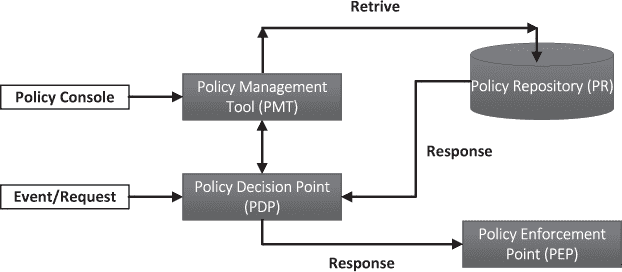 Retrive
Policy Management
Tool (PMT)
Policy Repository (PR)
Policy Console
Response
Policy Decision Point
(PDP)
Event/Request
Policy Enforcement
Point (PEP)
Response